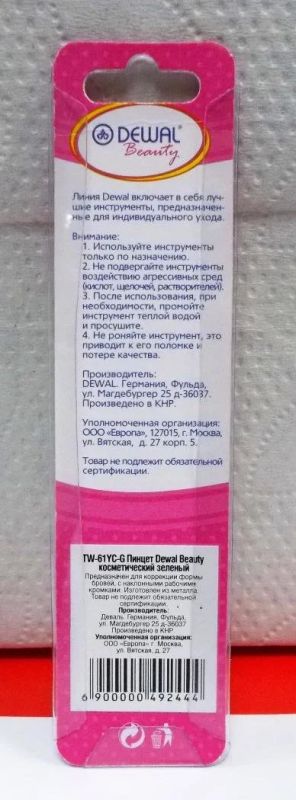 DEWAL®
Beauty
Линия Dewal включает в себя луч-
шие инструменты, предназначен-
ные для индивидуального ухода.
Внимание:
1. Используйте инструменты
только по назначению.
2. Не подвергайте инструменты
воздействию агрессивных сред
(кислот, щелочей, растворителей).
3. После использования, при
необходимости, промойте
инструмент теплой водой
и просушите.
4. Не роняйте инструмент, это
приводит к его поломке и
потере качества.
Производитель:
DEWAL. Германия, Фульда,
ул. Магдебургер 25 д-36037.
Произведено в КНР.
Уполномоченная организация:
ООО «Европа», 127015, г. Москва,
ул. Вятская, д. 27 корп. 5.
Товар не подлежит обязательной
сертификации.
TW-61YC-G Пинцет Dewal Beauty
косметический зеленый
Предназначен для коррекции формы
бровей, с наклонными рабочими
кромками. Изготовлен из металла.
Товар не подлежит обязательной
сертификации
Производитель:
Деваль. Германия, Фульда,
ул. Магдебургер 25 д-36037
Произведено в КНР
Уполномоченная организация:
ООО «Европа» г. Москва,
ул. Вятская, д. 27
6 900000 492444